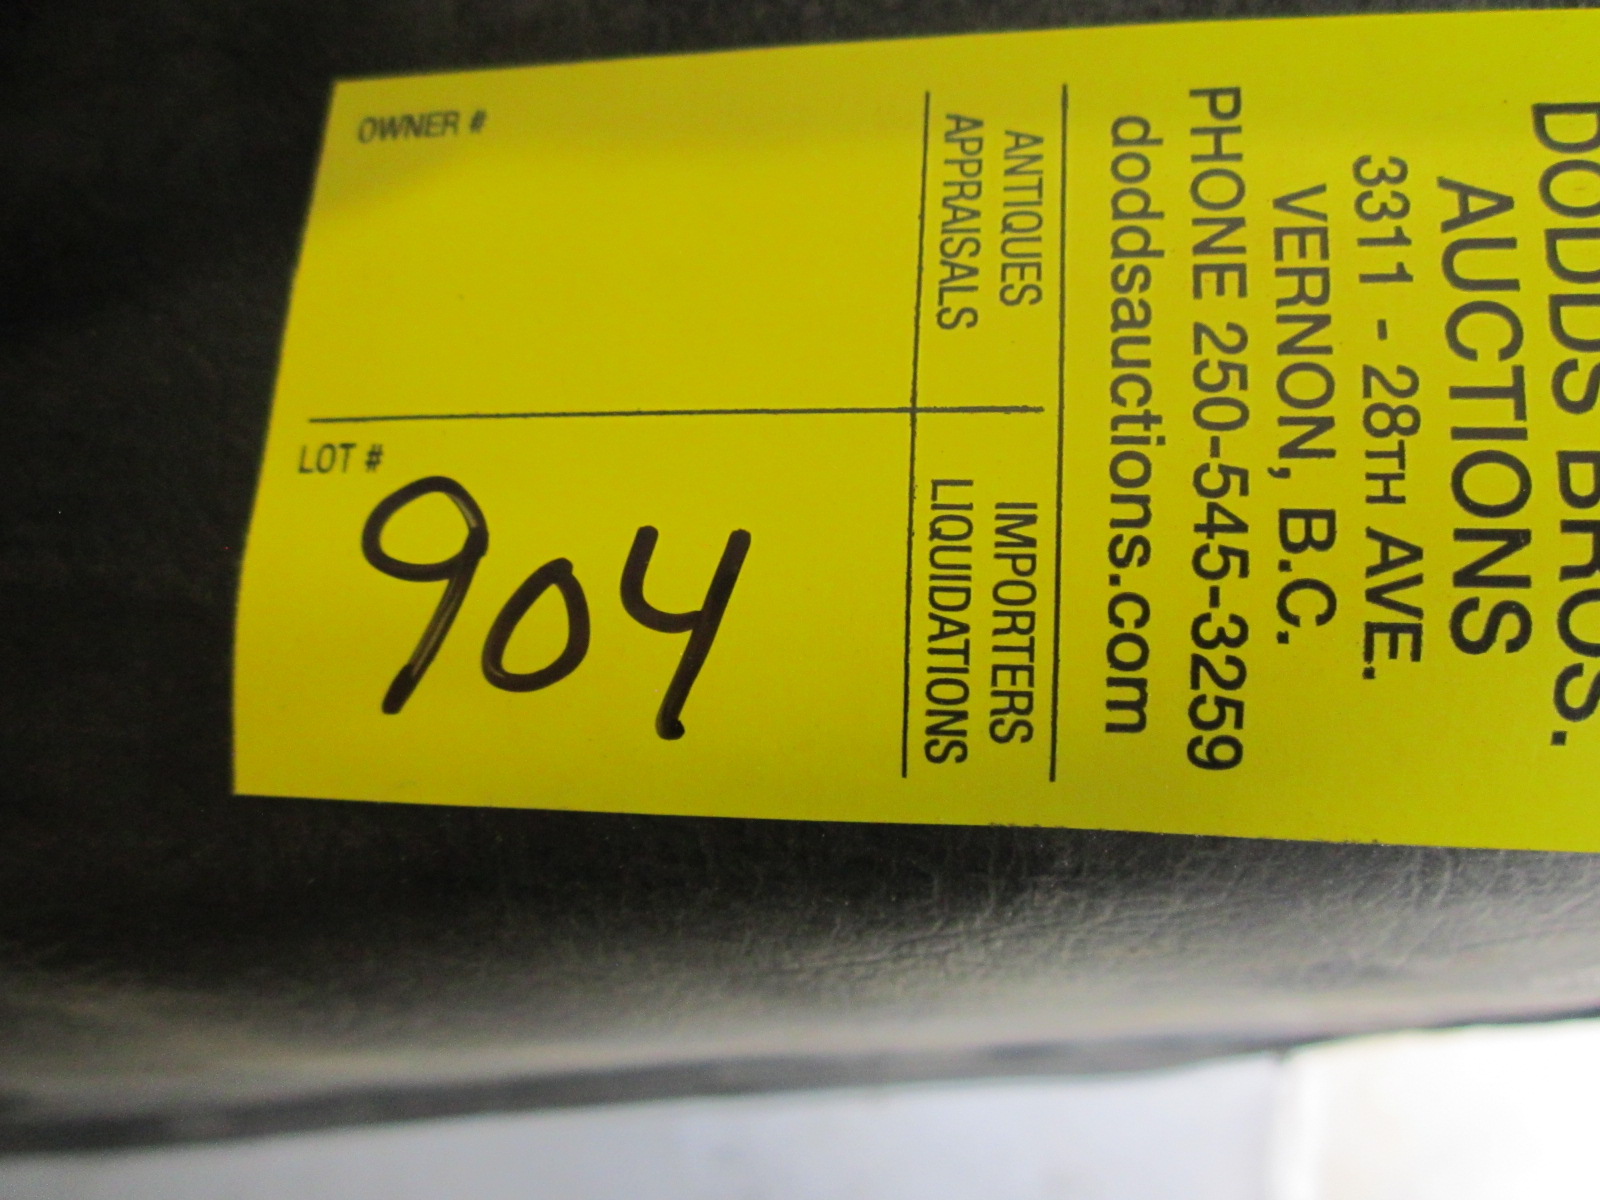 DODDS BROS.
AUCTIONS
3311 - 28TH AVE.
VERNON, B.C.
PHONE 250-545-3259
doddsauctions.com
ANTIQUES IMPORTERS
APPRAISALS LIQUIDATIONS
OWNER #
LOT #
904